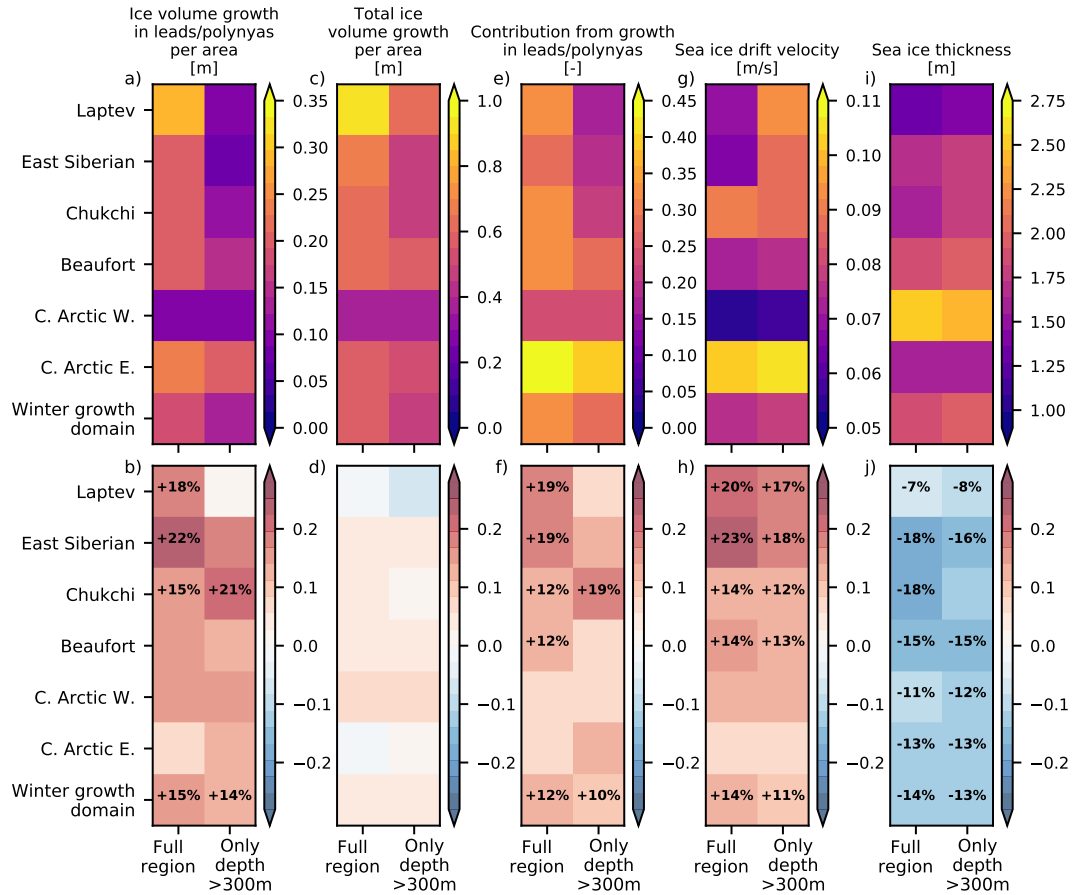 Ice volume growth
in leads/polynyas
per area
[m]
Total ice
volume growth
per area
[m]
Contribution from growth
in leads/polynyas
[-]
Sea ice drift velocity
[m/s]
Sea ice thickness
[m]
a)
c)
e)
g)
i)
Laptev
East Siberian
Chukchi
Beaufort
C. Arctic W.
C. Arctic E.
Winter growth
domain
0.35
0.30
0.25
0.20
0.15
0.10
0.05
0.00
1.0
0.8
0.6
0.4
0.2
0.0
0.45
0.40
0.35
0.30
0.25
0.20
0.15
0.10
0.05
0.00
0.11
0.10
0.09
0.08
0.07
0.06
0.05
2.75
2.50
2.25
2.00
1.75
1.50
1.25
1.00
b)
d)
f)
h)
j)
Laptev
East Siberian
Chukchi
Beaufort
C. Arctic W.
C. Arctic E.
Winter growth
domain
+18%
+22%
+15% +21%
+15% +14%
0.2
0.1
0.0
−0.1
−0.2
0.2
0.1
0.0
−0.1
−0.2
+19%
+19%
+12% +19%
+12%
+12% +10%
0.2
0.1
0.0
−0.1
−0.2
+20% +17%
+23% +18%
+14% +12%
+14% +13%
+14% +11%
0.2
0.1
0.0
−0.1
−0.2
-7% -8%
-18% -16%
-18%
-15% -15%
-11% -12%
-13% -13%
-14% -13%
0.2
0.1
0.0
−0.1
−0.2
Full
region
Only
depth
>300m
Full
region
Only
depth
>300m
Full
region
Only
depth
>300m
Full
region
Only
depth
>300m
Full
region
Only
depth
>300m